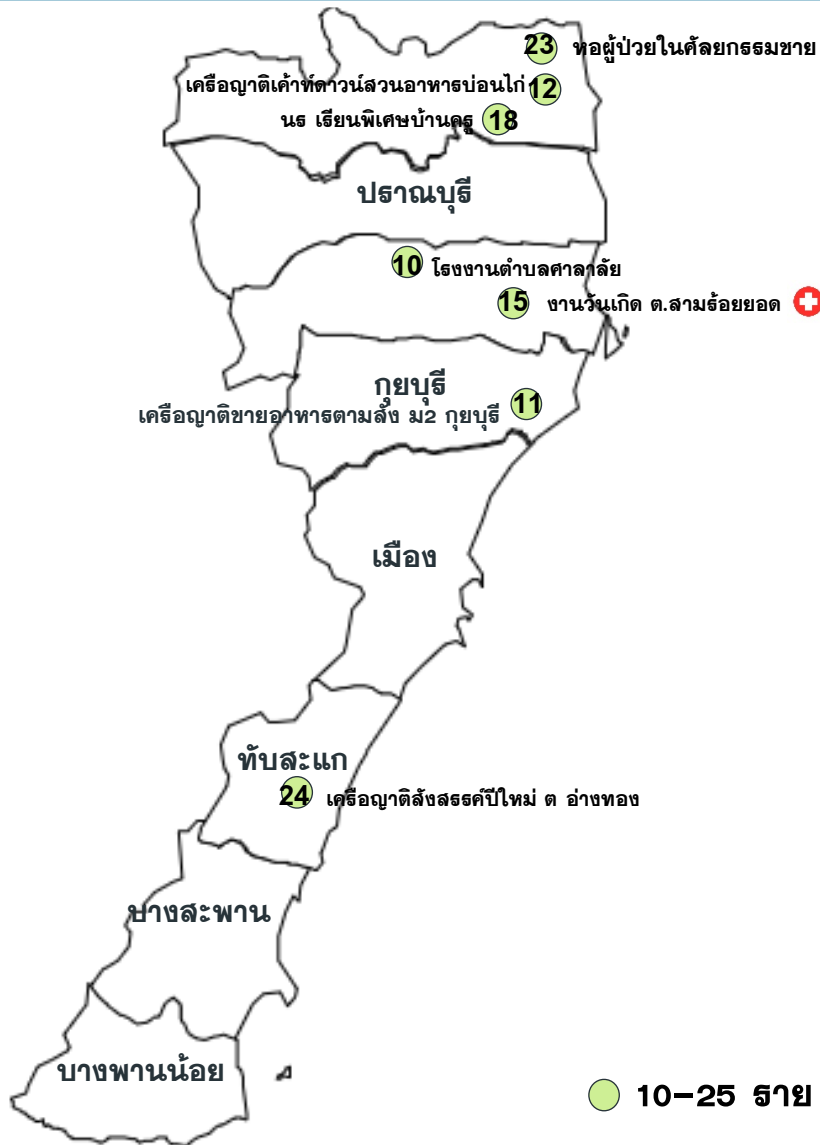 23 หอผู้ป่วยในศัลยกรรมชาย
เครือญาติเค้าท์ดาวน์สวนอาหารบ่อนไก่ 12
นร เรียนพิเศษบ้านครู 18
ปราณบุรี
10 โรงงานตำบลศาลาลัย
15 งานวันเกิด ต.สามร้อยยอด
กุยบุรี
เครือญาติขายอาหารตามสั่ง ม2 กุยบุรี 11
เมือง
ทับสะแก
24 เครือญาติสังสรรค์ปีใหม่ ต อ่างทอง
บางสะพาน
บางพานน้อย
10-25 ราย